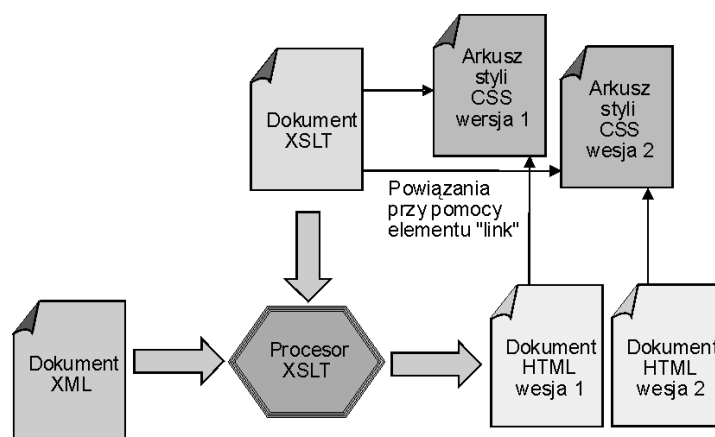 Dokument
XSLT
Arkusz
styli
CSS
wersja 1
Arkusz
styli
CSS
wesja 2
Powiązania
przy pomocy
elementu "link"
Dokument
XML
Procesor
XSLT
Dokument
HTML
wesja 1
Dokument
HTML
wesja 2